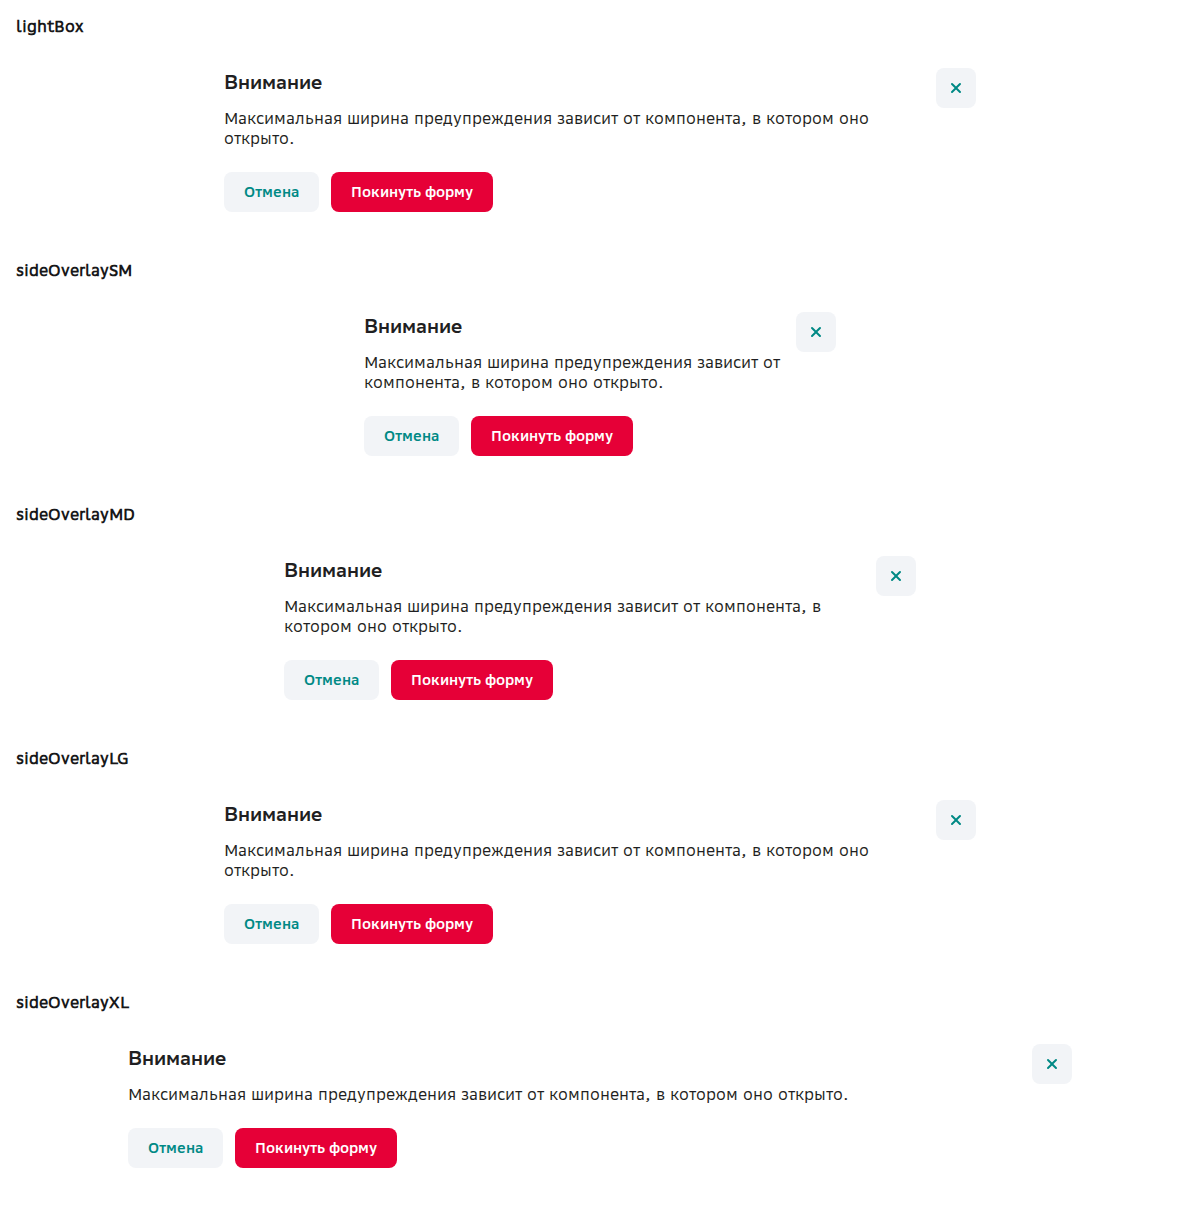 lightBox
Внимание
Максимальная ширина предупреждения зависит от компонента, в котором оно
открыто.
Отмена Покинуть форму
sideOverlaySM
Внимание
Максимальная ширина предупреждения зависит от
компонента, в котором оно открыто.
Отмена Покинуть форму
sideOverlayMD
Внимание
Максимальная ширина предупреждения зависит от компонента, в
котором оно открыто.
Отмена Покинуть форму
sideOverlayLG
Внимание
Максимальная ширина предупреждения зависит от компонента, в котором оно
открыто.
Отмена Покинуть форму
sideOverlayXL
Внимание
Максимальная ширина предупреждения зависит от компонента, в котором оно открыто.
Отмена Покинуть форму